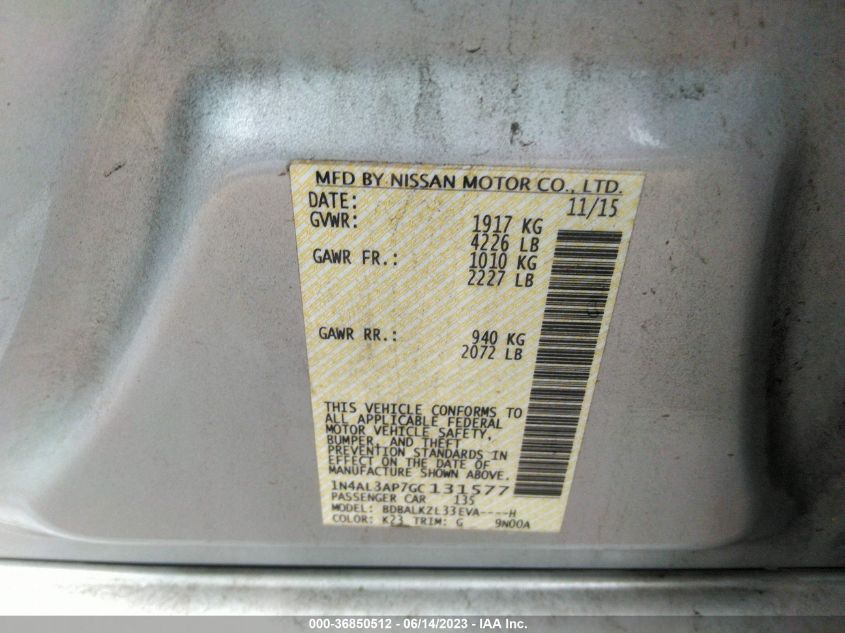 MFD BY NISSAN MOTOR CO., LTD.
DATE: 11/15
GVWR: 1917 KG
4226 LB
GAWR FR.: 1010 KG
2227 LB
GAWR RR.: 940 KG
2072 LB
THIS VEHICLE CONFORMS TO
ALL APPLICABLE FEDERAL
MOTOR VEHICLE SAFETY,
BUMPER, AND THEFT
PREVENTION STANDARDS IN
EFFECT ON THE DATE OF
MANUFACTURE SHOWN ABOVE.
1N4AL3AP7GC131577
PASSENGER CAR 135
MODEL: BDBALKZL33EVA----H
COLOR: K23 TRIM: G 9N00A
000-36850512 - 06/14/2023 - IAA Inc.